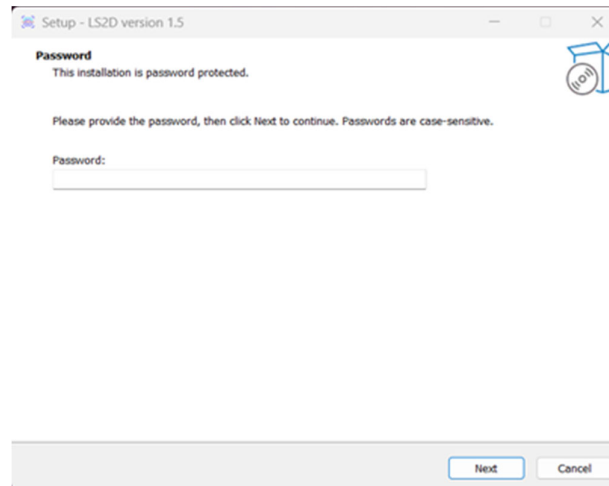 Setup - LS2D version 1.5
Password
This installation is password protected.
Please provide the password, then click Next to continue. Passwords are case-sensitive.
Password:
Next
Cancel